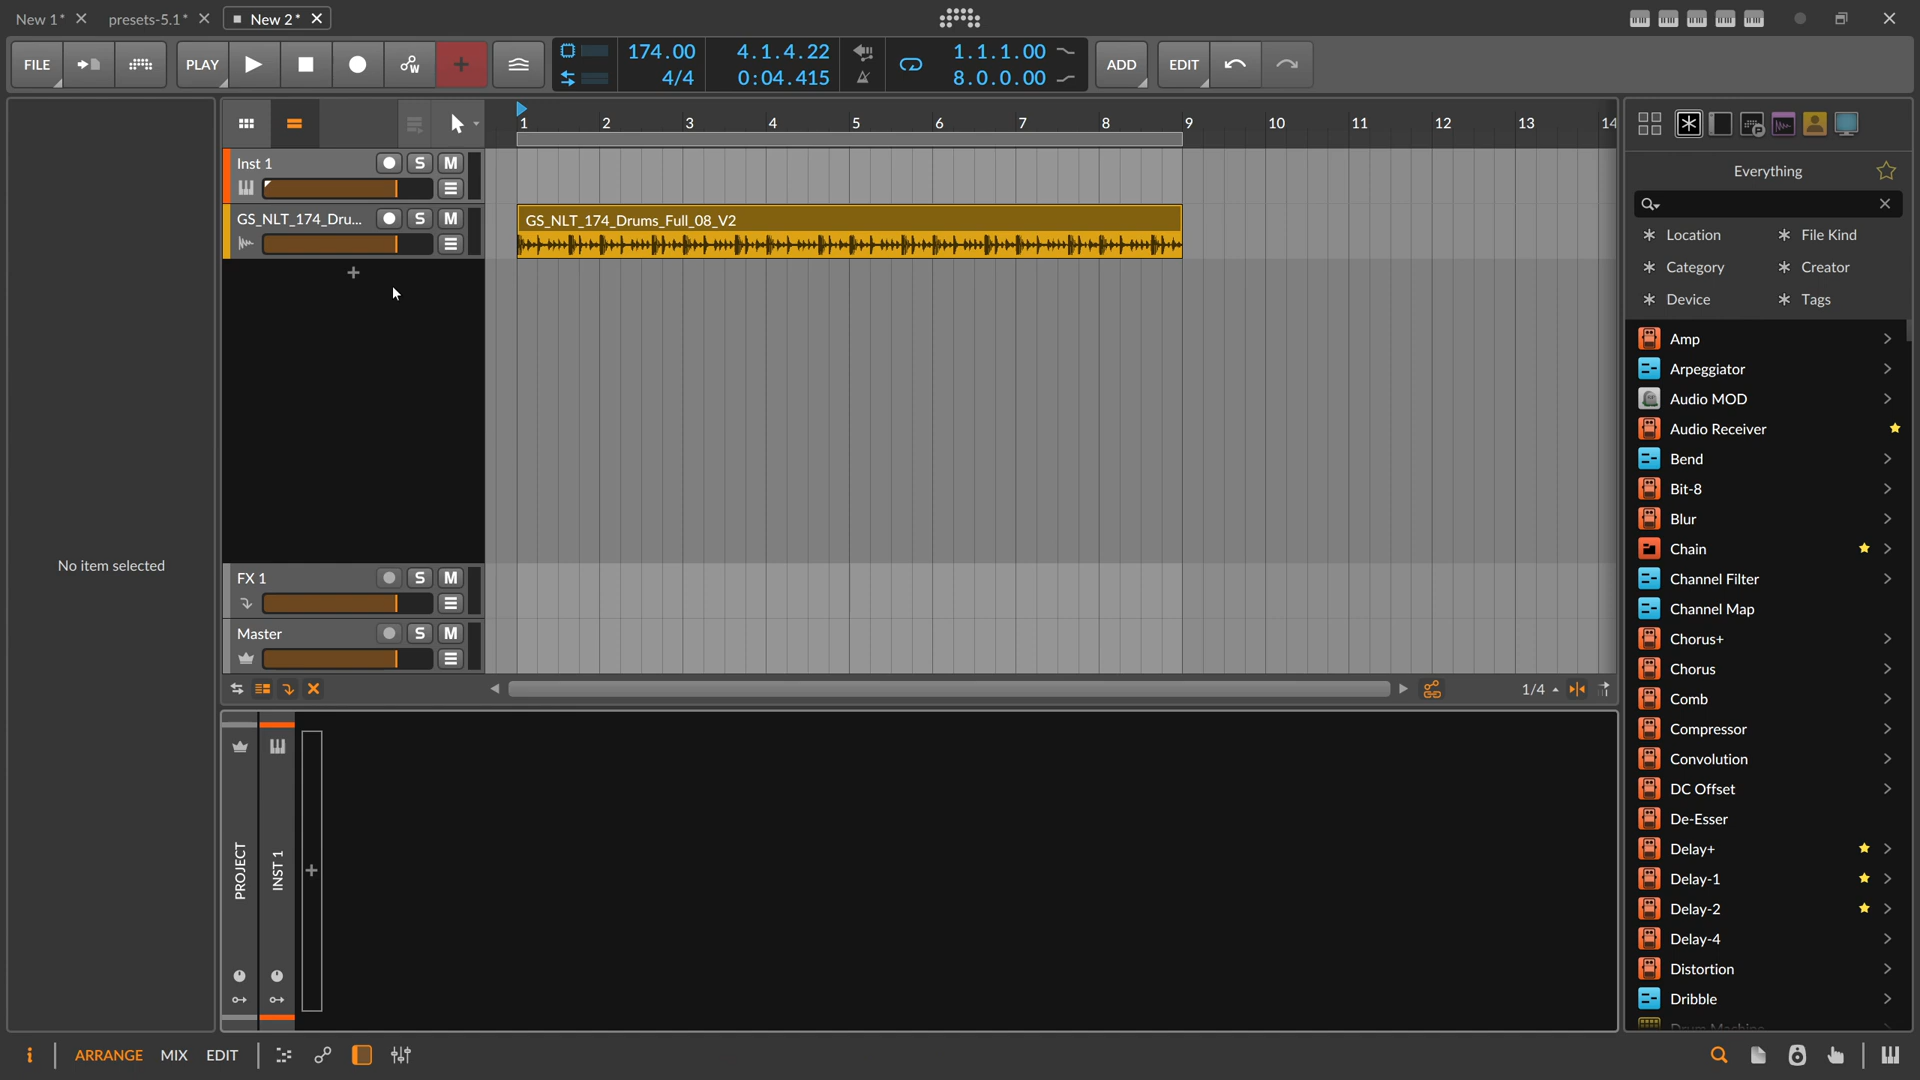 New 1*
presets-5.1*
New 2*
FILE
PLAY
174.00
4/4
4.1.4.22
0:04.415
1.1.1.00
8.0.0.00
ADD
EDIT
1 2 3 4 5 6 7 8 9 10 11 12 13 14
Everything
Location
File Kind
Category
Creator
Device
Tags
Inst 1
S M
GS_NLT_174_Dru...
S M
GS_NLT_174_Drums_Full_08_V2
Amp
Arpeggiator
Audio MOD
Audio Receiver
Bend
Bit-8
Blur
Chain
Channel Filter
Channel Map
Chorus+
Chorus
Comb
Compressor
Convolution
DC Offset
De-Esser
Delay+
Delay-1
Delay-2
Delay-4
Distortion
Dribble
Drum Machine
No item selected
FX 1
S M
Master
S M
1/4
PROJECT
INST 1
i
ARRANGE
MIX
EDIT